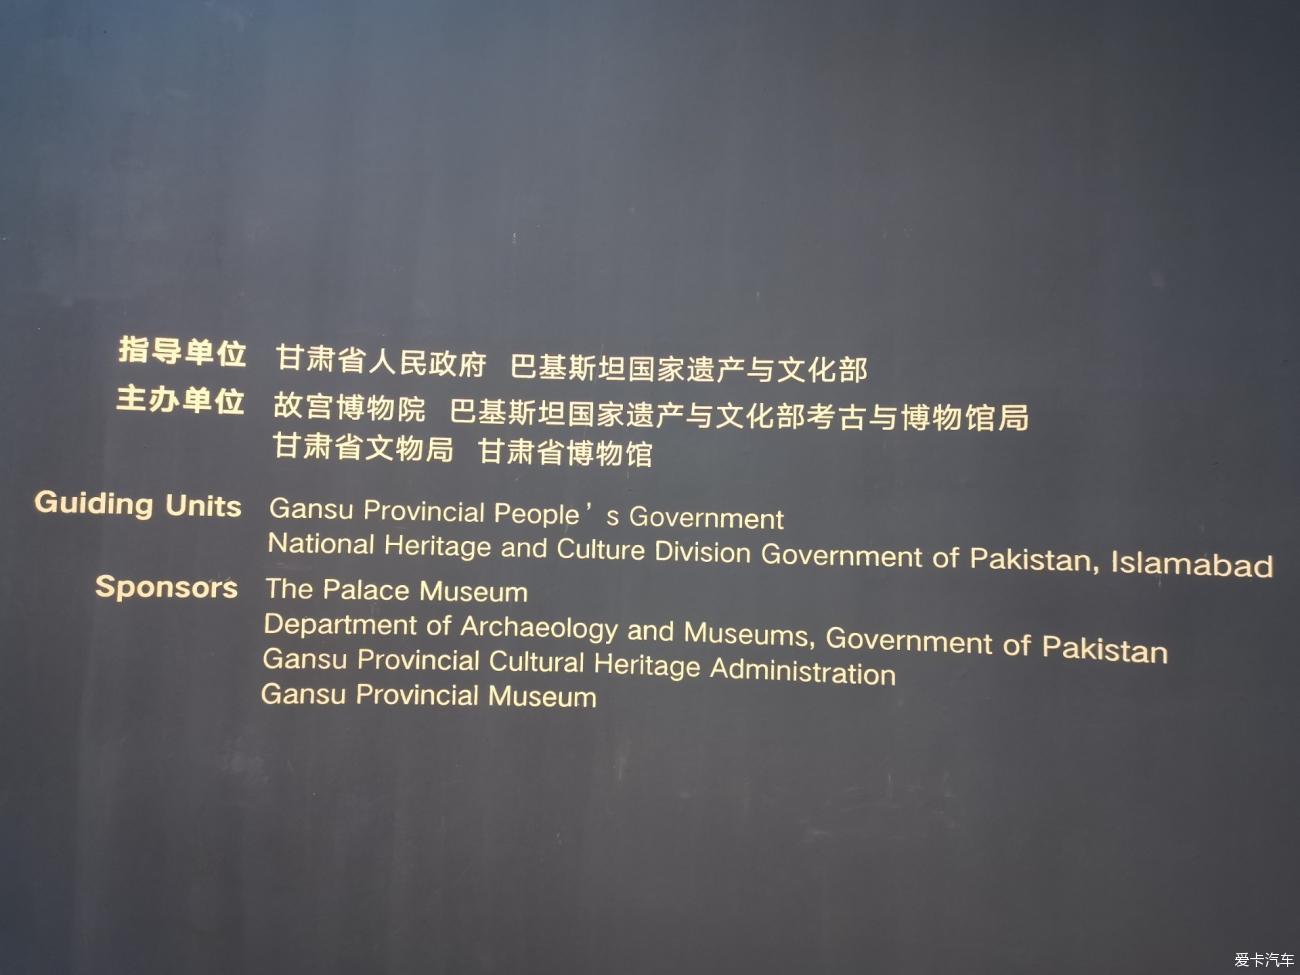 指导单位 甘肃省人民政府 巴基斯坦国家遗产与文化部
主办单位 故宫博物院 巴基斯坦国家遗产与文化部考古与博物馆局
甘肃省文物局 甘肃省博物馆
Guiding Units Gansu Provincial People’s Government
National Heritage and Culture Division Government of Pakistan, Islamabad
Sponsors The Palace Museum
Department of Archaeology and Museums, Government of Pakistan
Gansu Provincial Cultural Heritage Administration
Gansu Provincial Museum
爱卡汽车